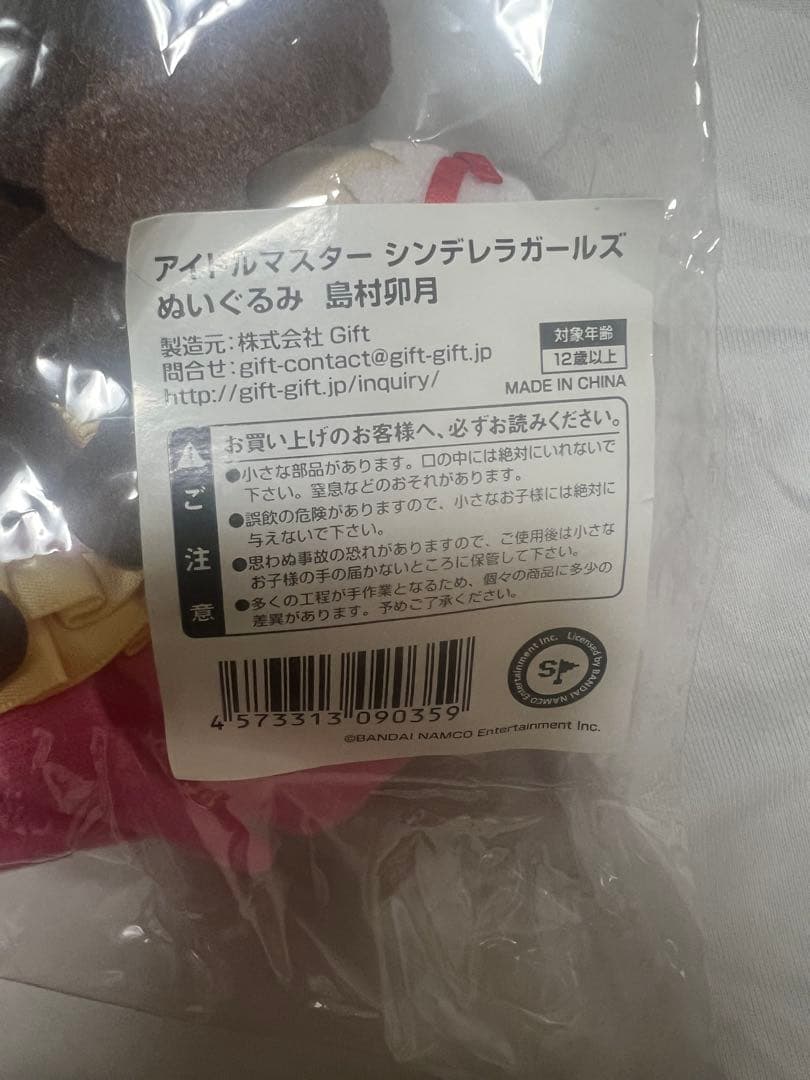 アイドルマスター シンデレラガールズ
ぬいぐるみ 島村卯月
製造元:株式会社 Gift
問合せ:gift-contact@gift-gift.jp
http://gift-gift.jp/inquiry/
対象年齢
12歳以上
MADE IN CHINA
ご注意
お買い上げのお客様へ、必ずお読みください。
●小さな部品があります。口の中には絶対にいれないで
下さい。窒息などのおそれがあります。
●誤飲の危険がありますので、小さなお子様には絶対に
与えないで下さい。
●思わぬ事故の恐れがありますので、ご使用後は小さな
お子様の手の届かないところに保管して下さい。
●多くの工程が手作業となるため、個々の商品に多少の
差異があります。予めご了承ください。
4 573313 090359
Licensed by BANDAI NAMCO Entertainment Inc.
SP
©BANDAI NAMCO Entertainment Inc.